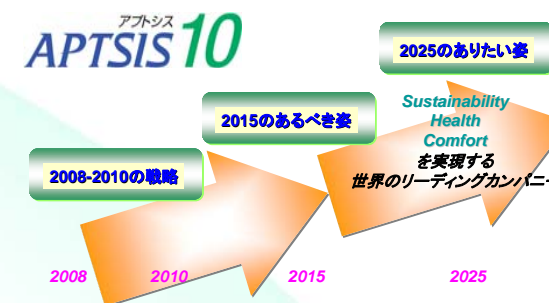 アプトシス
APTSIS 10
2025のありたい姿
2015のあるべき姿
2008-2010の戦略
Sustainability
Health
Comfort
を実現する
世界のリーディングカンパニー
2008
2010
2015
2025